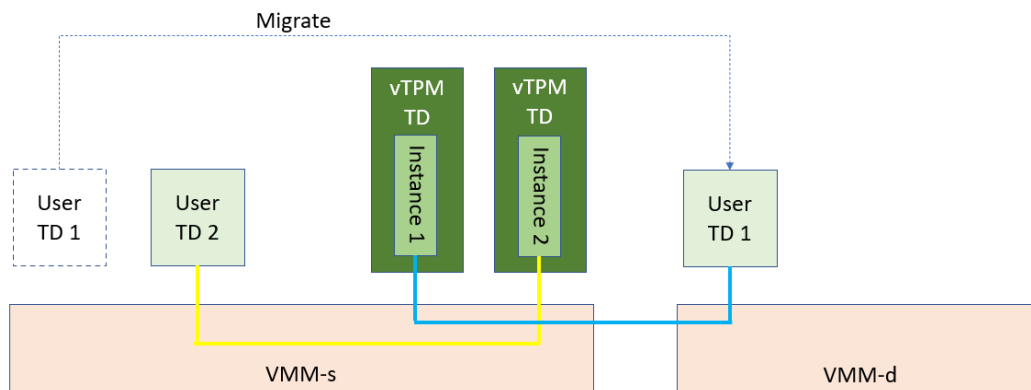 Migrate
vTPM
TD
Instance 1
vTPM
TD
Instance 2
User
TD 1
User
TD 2
User
TD 1
VMM-s
VMM-d